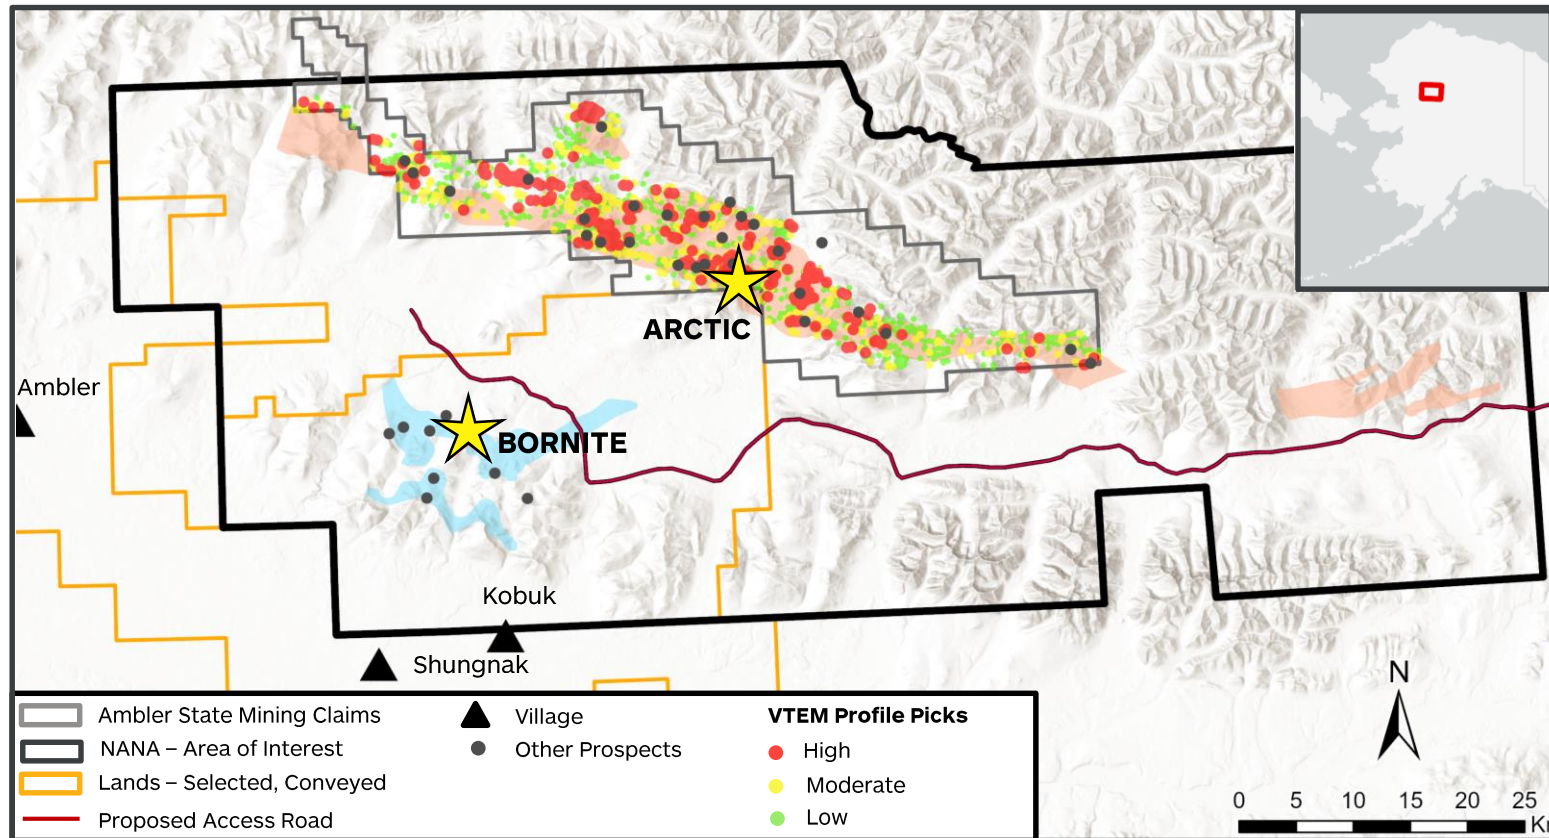 Ambler
ARCTIC
BORNITE
Kobuk
Shungnak
N
Ambler State Mining Claims
NANA – Area of Interest
Lands – Selected, Conveyed
Proposed Access Road
Village
Other Prospects
VTEM Profile Picks
High
Moderate
Low
0 5 10 15 20 25